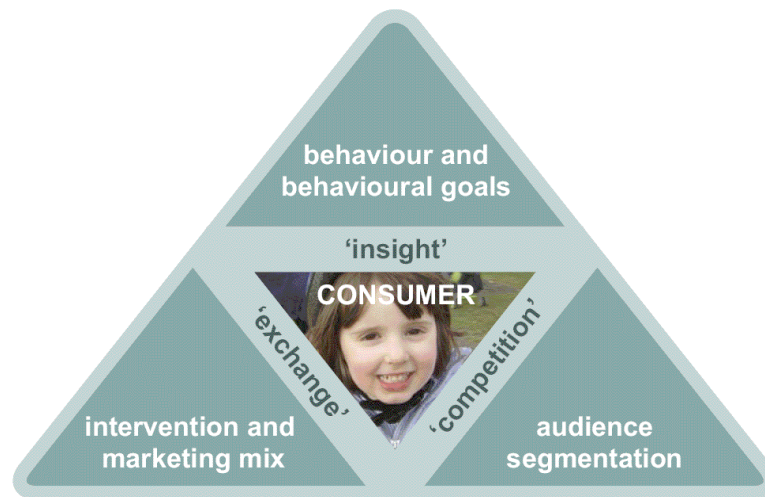 behaviour and
behavioural goals
'insight'
CONSUMER
'exchange'
'competition'
intervention and
marketing mix
audience
segmentation